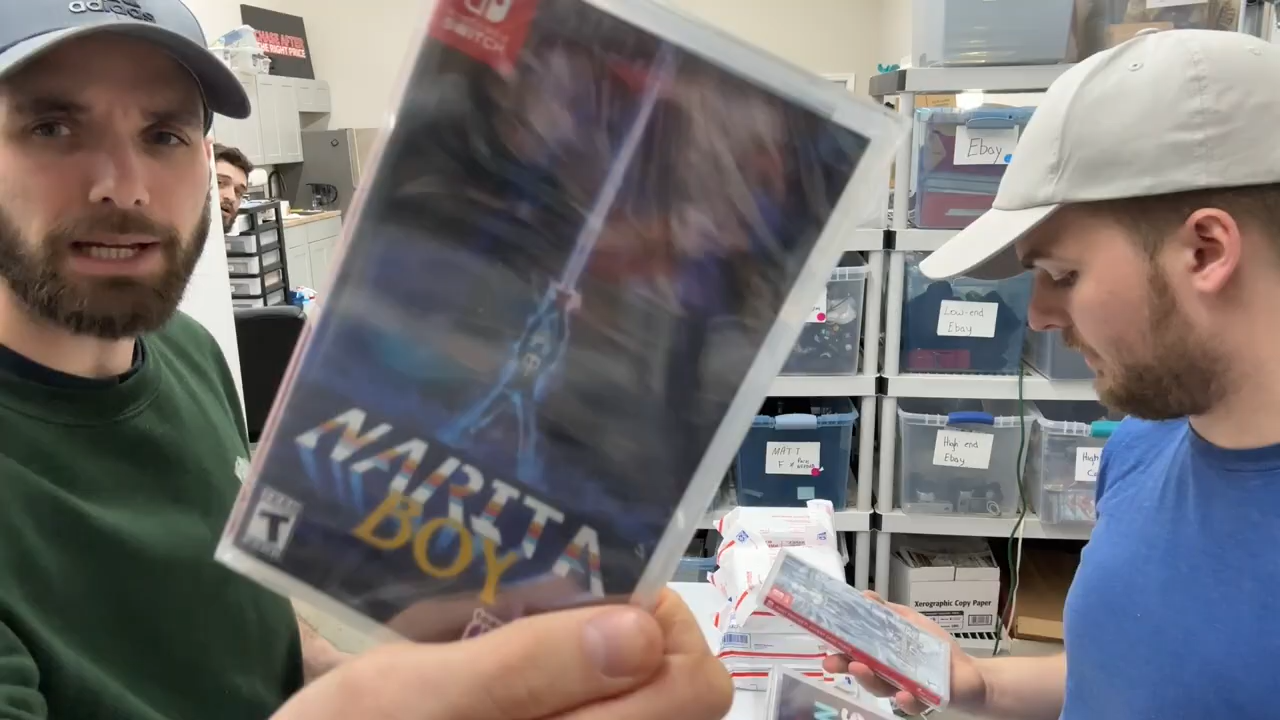 adidas
CHASE AFTER
THE RIGHT PRICE
SWITCH
Ebay
Low-end
Ebay
MATT
High end
Ebay
NARITA
BOY
T
Xerographic Copy Paper